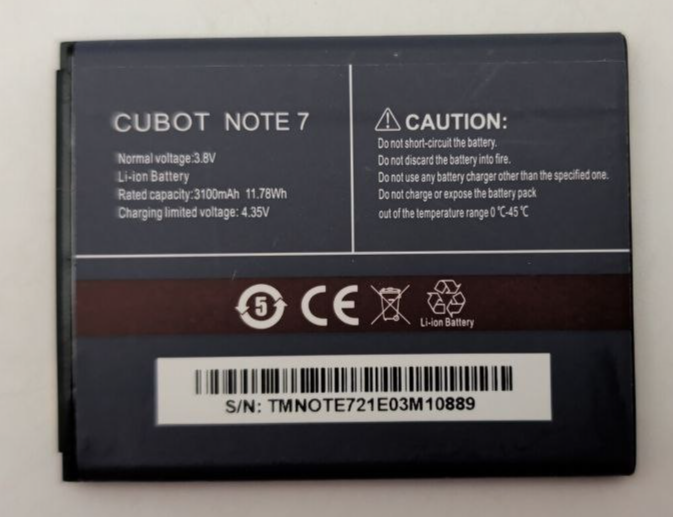 CUBOT NOTE 7
Normal voltage:3.8V
Li-ion Battery
Rated capacity:3100mAh 11.78Wh
Charging limited voltage: 4.35V
CAUTION:
Do not short-circuit the battery.
Do not discard the battery into fire.
Do not use any battery charger other than the specified one.
Do not charge or expose the battery pack
out of the temperature range 0 ℃-45 ℃
5
CE
Li-ion Battery
S/N: TMNOTE721E03M10889